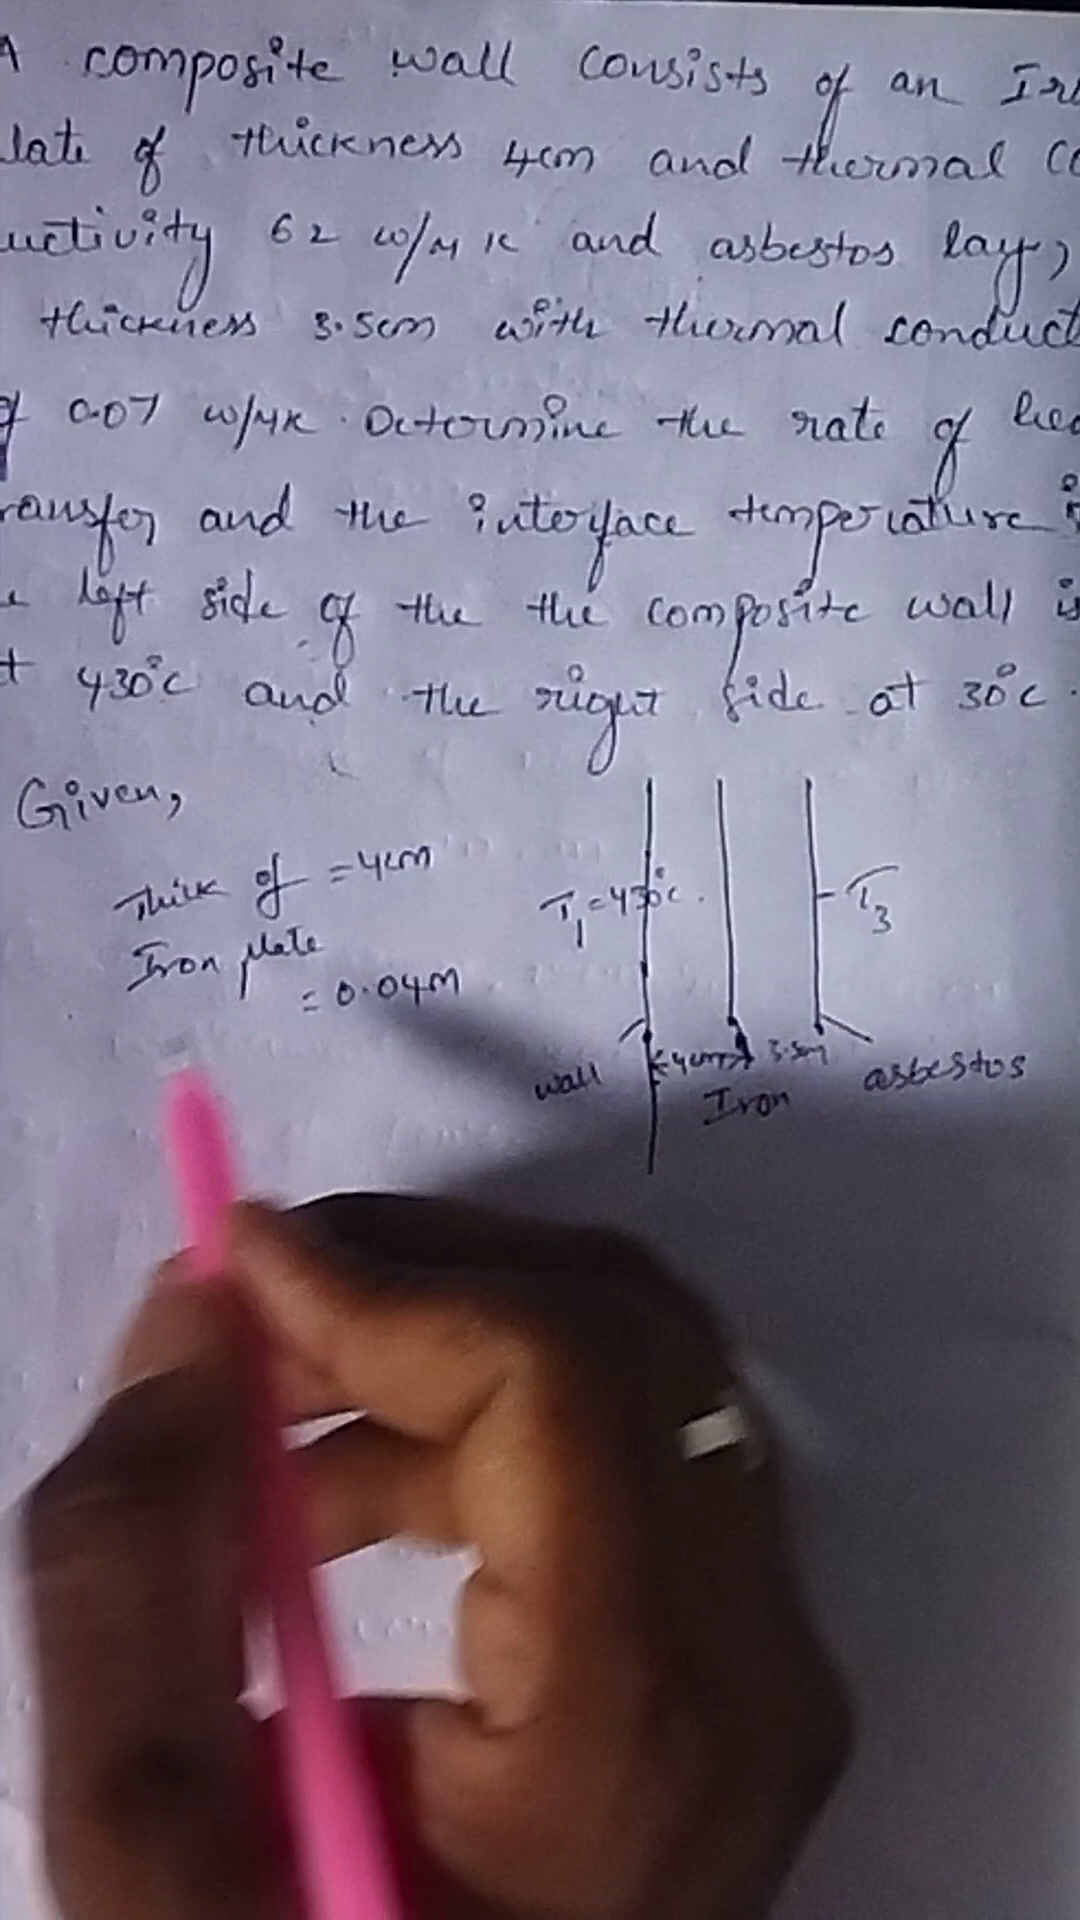 A composite wall consists of an Iro
late of thickness 4cm and thermal co
uctivity 62 w/mK and asbestos lay,
thickness 3.5cm with thermal conduct
of 0.07 w/mK. Determine the rate of hea
ransfer and the interface temperature i
e left side of the the composite wall is
t 430°C and the right side at 30°C.
Given,
Thick of = 4cm
Iron plate
= 0.04m
T1=430°C.
T3
wall
4cm
3.5cm
asbestos
Iron